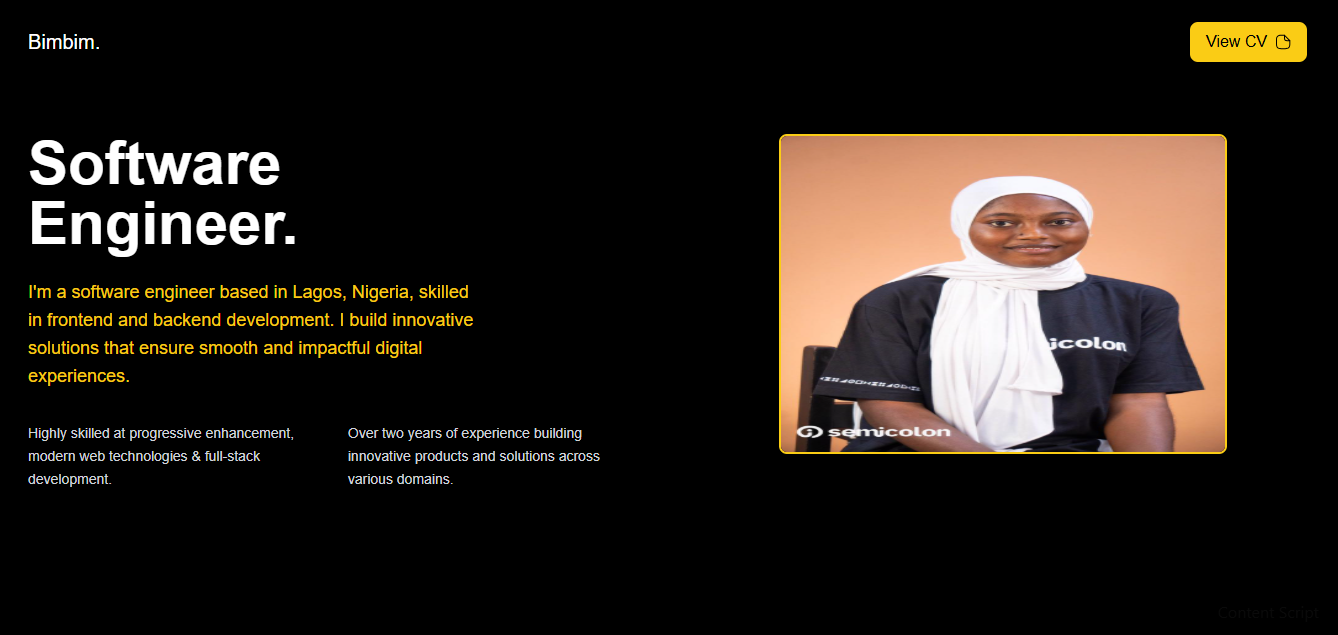 Bimbim.
View CV
Software
Engineer.
I'm a software engineer based in Lagos, Nigeria, skilled
in frontend and backend development. I build innovative
solutions that ensure smooth and impactful digital
experiences.
Highly skilled at progressive enhancement,
modern web technologies & full-stack
development.
Over two years of experience building
innovative products and solutions across
various domains.
icolon
semicolon
Content Script